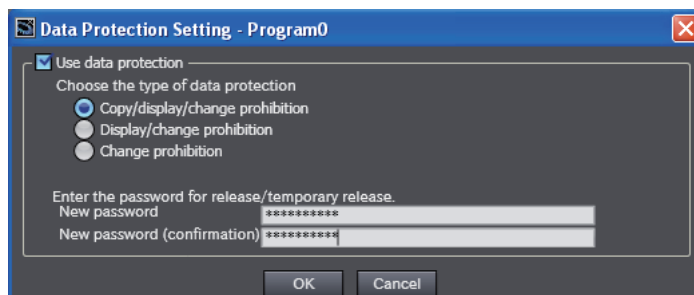 Data Protection Setting - Program0
Use data protection
Choose the type of data protection
Copy/display/change prohibition
Display/change prohibition
Change prohibition
Enter the password for release/temporary release.
New password **********
New password (confirmation) **********
OK Cancel